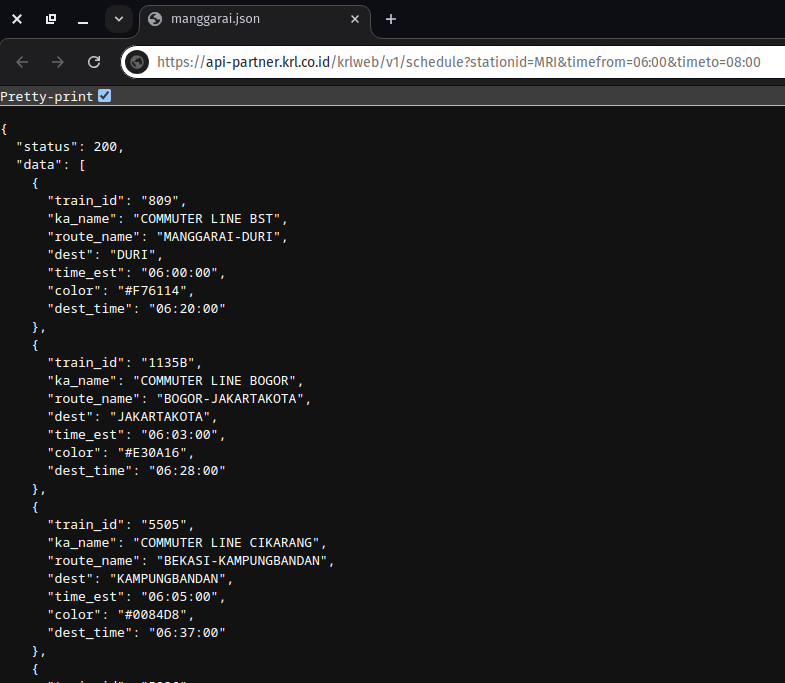 manggarai.json
https://api-partner.krl.co.id/krlweb/v1/schedule?stationid=MRI&timefrom=06:00&timeto=08:00
Pretty-print
{
  "status": 200,
  "data": [
    {
      "train_id": "809",
      "ka_name": "COMMUTER LINE BST",
      "route_name": "MANGGARAI-DURI",
      "dest": "DURI",
      "time_est": "06:00:00",
      "color": "#F76114",
      "dest_time": "06:20:00"
    },
    {
      "train_id": "1135B",
      "ka_name": "COMMUTER LINE BOGOR",
      "route_name": "BOGOR-JAKARTAKOTA",
      "dest": "JAKARTAKOTA",
      "time_est": "06:03:00",
      "color": "#E30A16",
      "dest_time": "06:28:00"
    },
    {
      "train_id": "5505",
      "ka_name": "COMMUTER LINE CIKARANG",
      "route_name": "BEKASI-KAMPUNGBANDAN",
      "dest": "KAMPUNGBANDAN",
      "time_est": "06:05:00",
      "color": "#0084D8",
      "dest_time": "06:37:00"
    },
    {